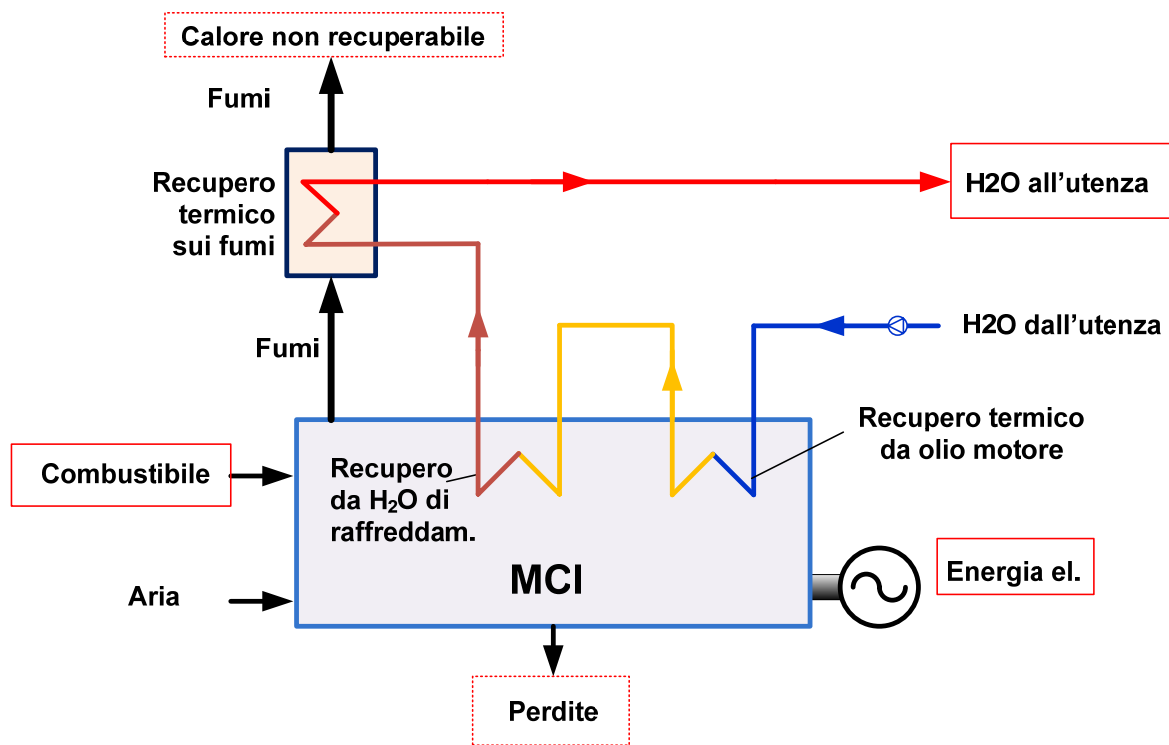 Calore non recuperabile
Fumi
Recupero
termico
sui fumi
H2O all’utenza
Fumi
H2O dall’utenza
Recupero termico
da olio motore
Combustibile
Recupero
da H₂O di
raffreddam.
MCI
Energia el.
Aria
Perdite